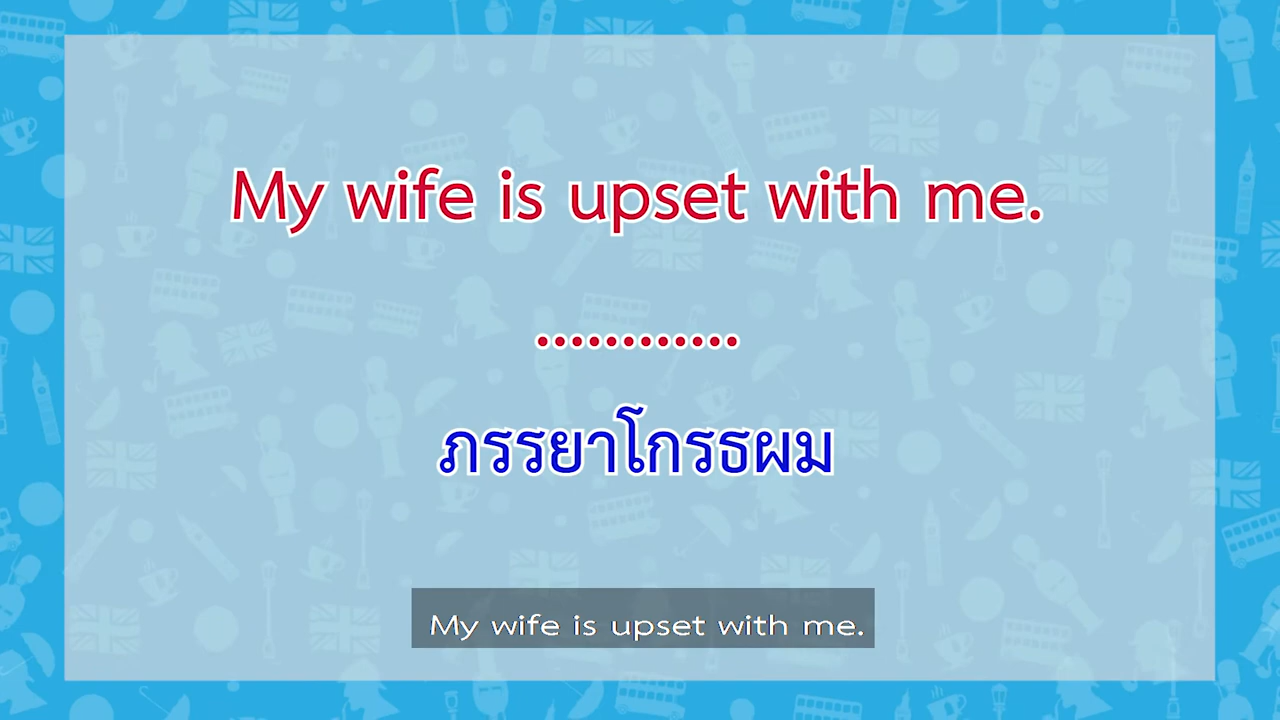 My wife is upset with me.
............
ภรรยาโกรธผม
My wife is upset with me.